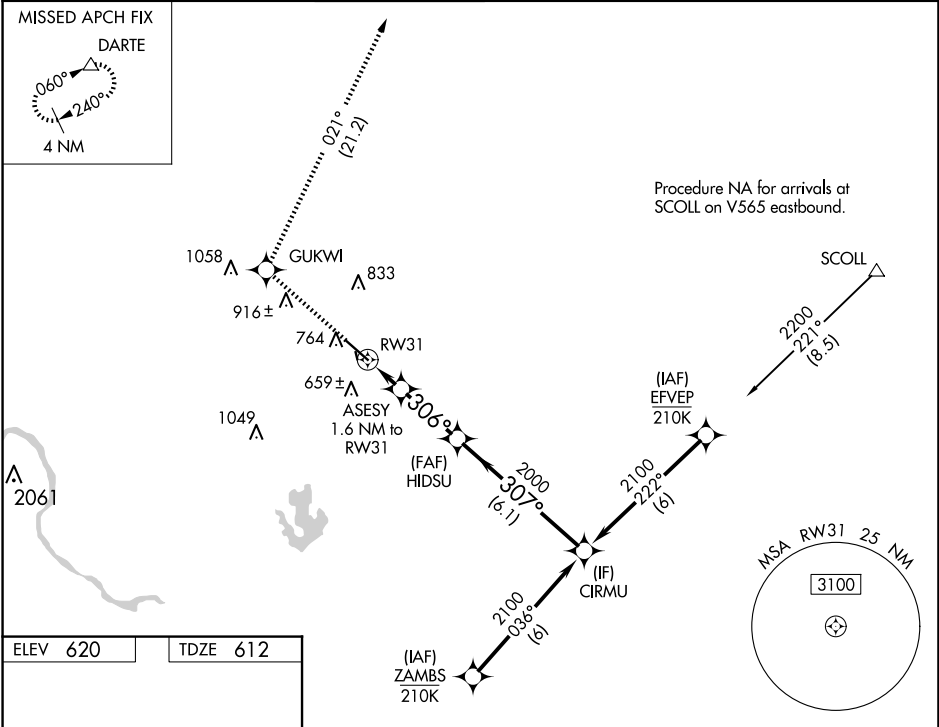 MISSED APCH FIX
DARTE
060°
240°
4 NM
021°
(21.2)
Procedure NA for arrivals at
SCOLL on V565 eastbound.
SCOLL
2200
221°
(8.5)
1058
GUKWI
833
916±
764
RW31
659±
ASESY
1.6 NM to
RW31
306°
1049
(FAF)
HIDSU
2000
307°
(6.1)
(IAF)
EFVEP
210K
2100
222°
(6)
2061
(IF)
CIRMU
2100
036°
(6)
(IAF)
ZAMBS
210K
MSA RW31 25 NM
3100
ELEV 620
TDZE 612